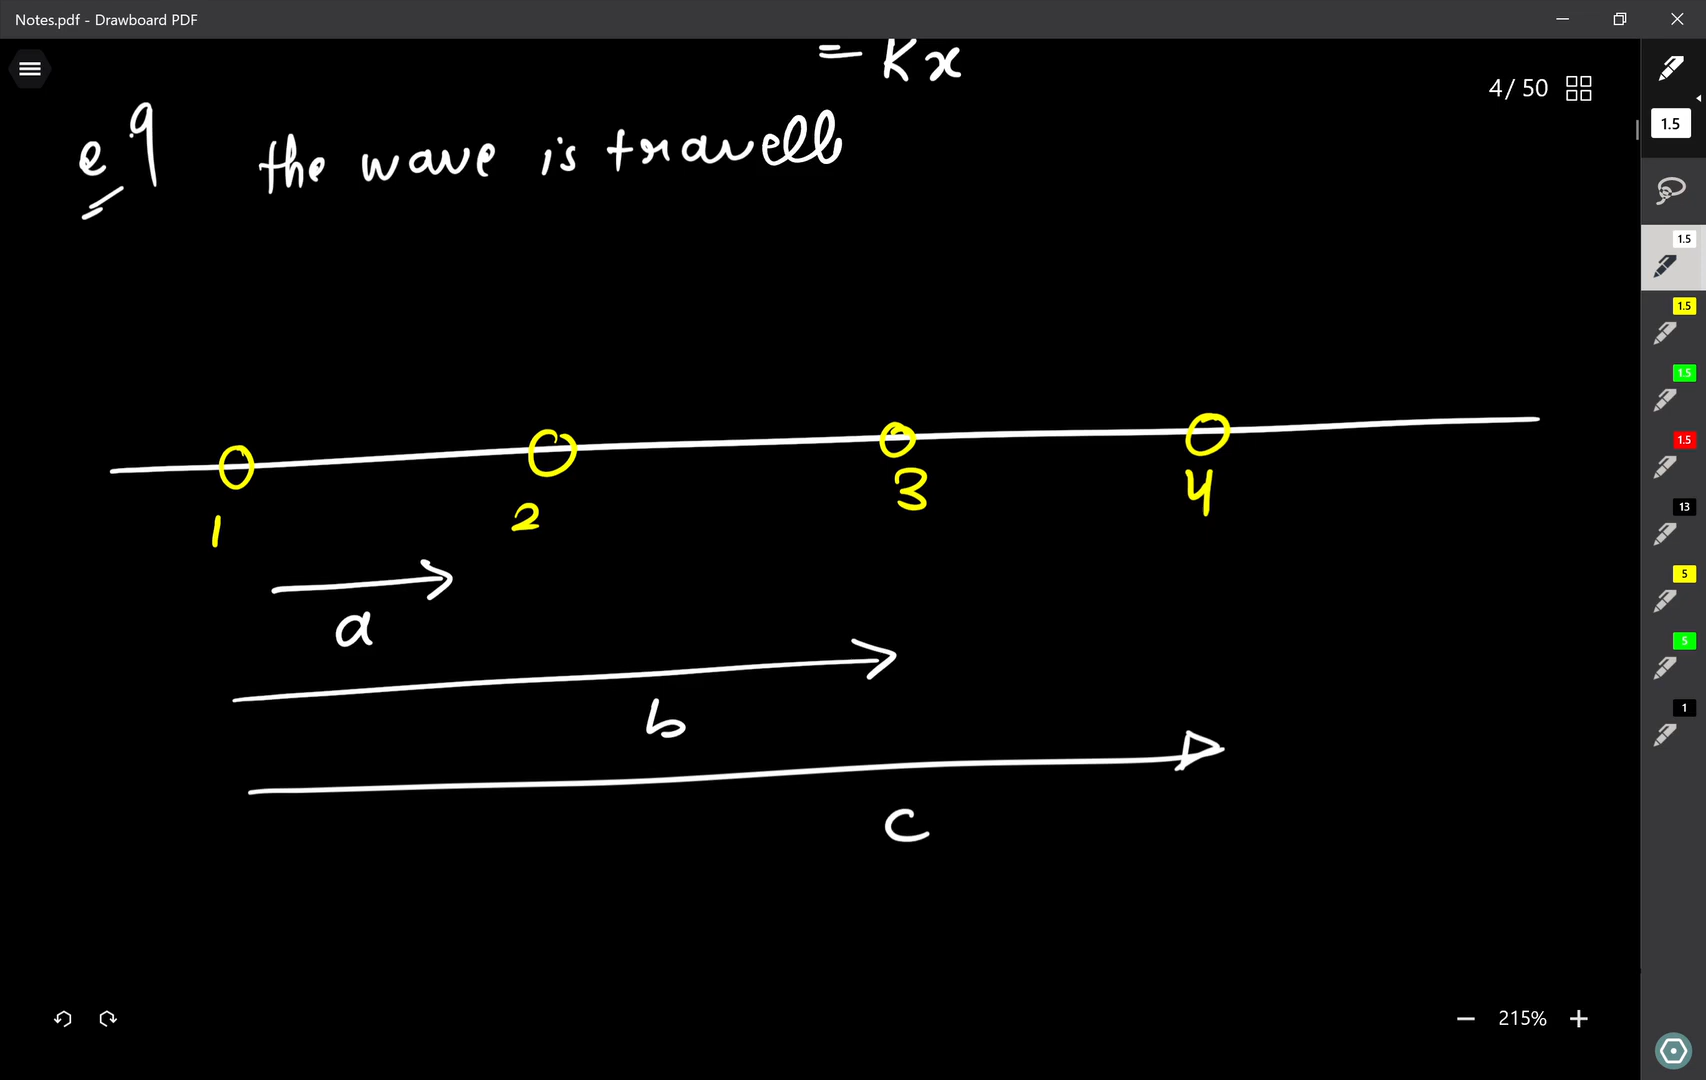 Notes.pdf - Drawboard PDF
= Kx
4 / 50
1.5
eg the wave is travell
1.5
1.5
1.5
1.5
1 2 3 4
13
a
5
b
5
c
1
215%